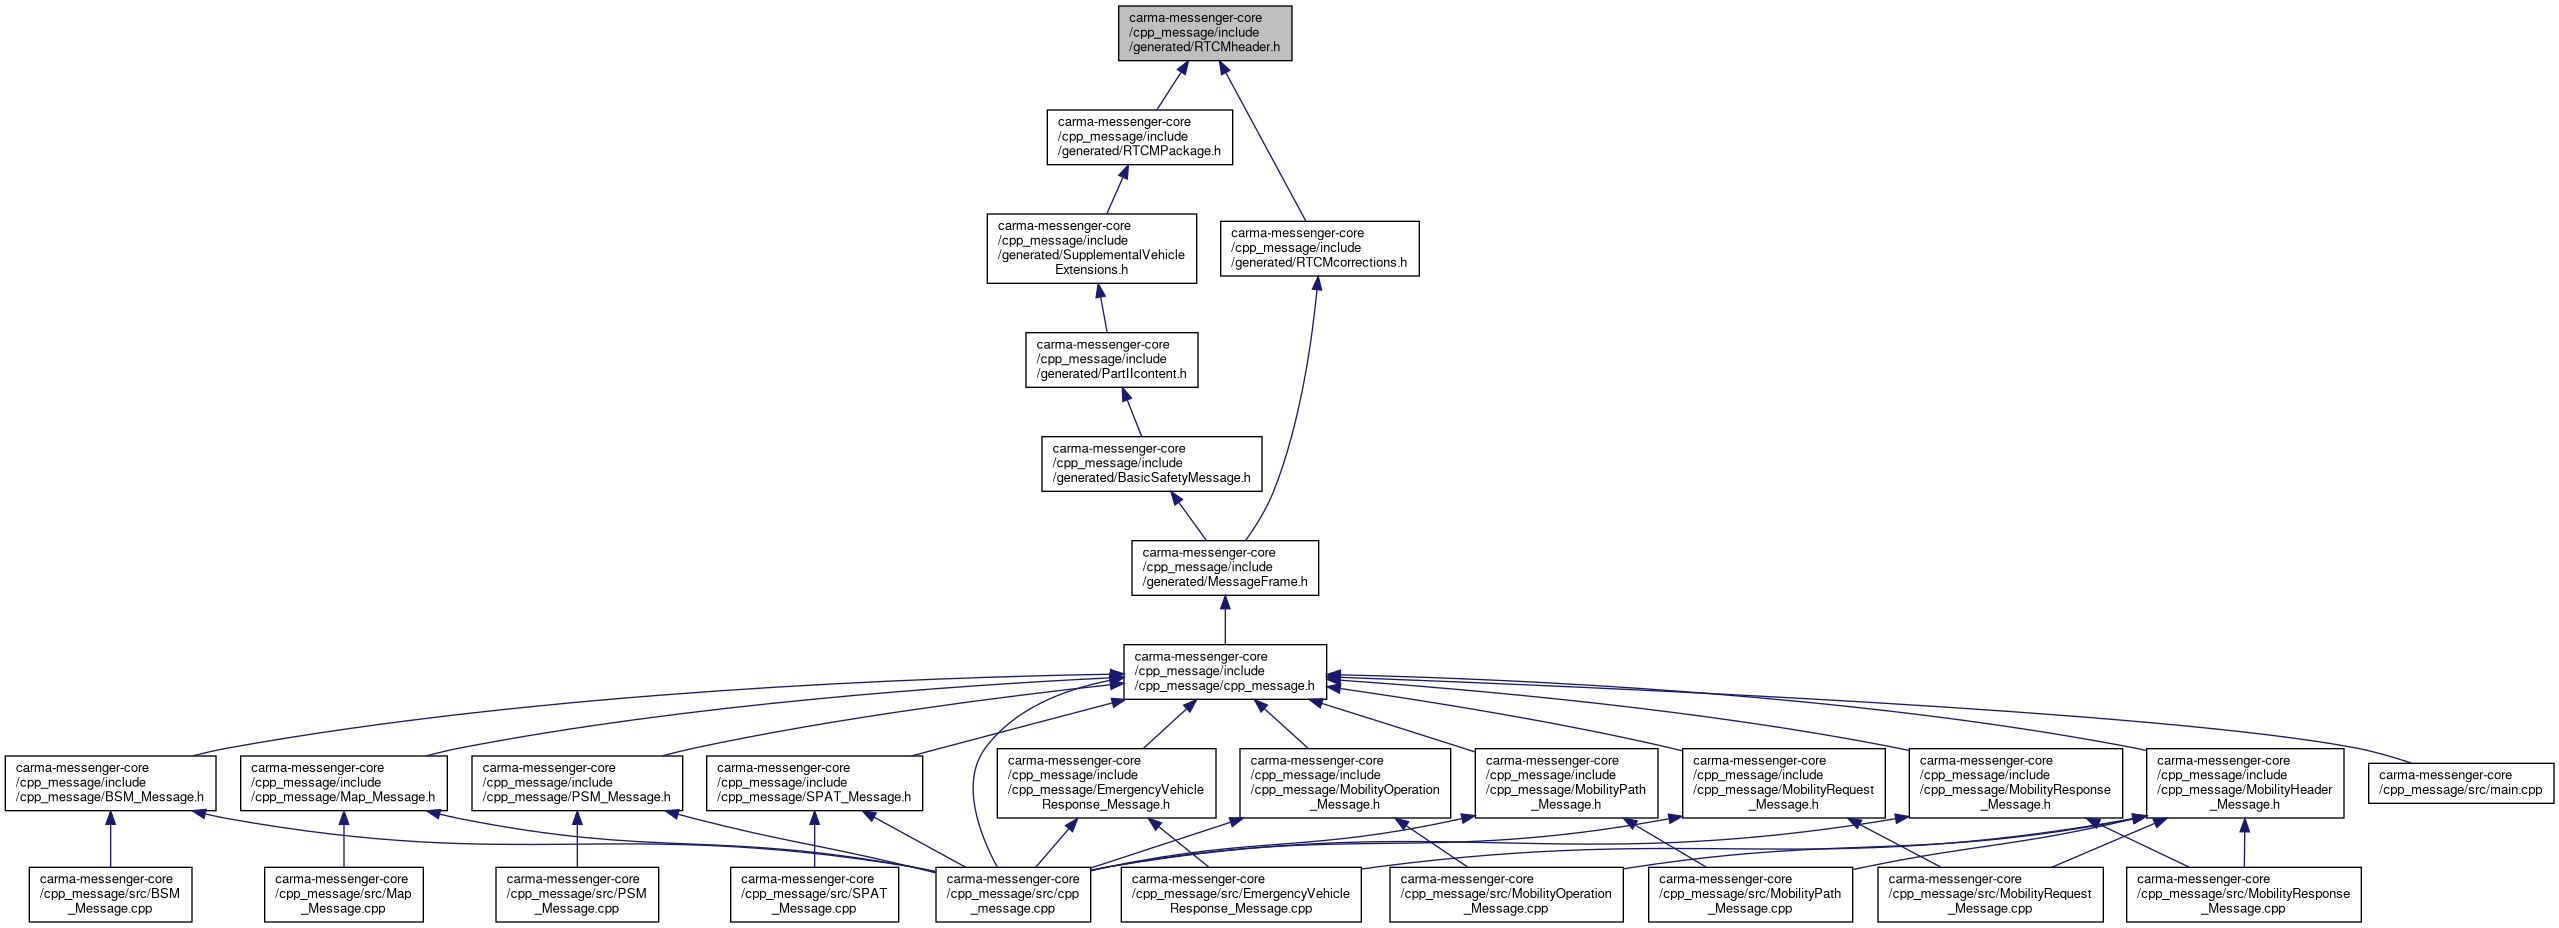 carma-messenger-core
/cpp_message/include
/generated/RTCMheader.h
carma-messenger-core
/cpp_message/include
/generated/RTCMPackage.h
carma-messenger-core
/cpp_message/include
/generated/SupplementalVehicle
Extensions.h
carma-messenger-core
/cpp_message/include
/generated/RTCMcorrections.h
carma-messenger-core
/cpp_message/include
/generated/PartIIcontent.h
carma-messenger-core
/cpp_message/include
/generated/BasicSafetyMessage.h
carma-messenger-core
/cpp_message/include
/generated/MessageFrame.h
carma-messenger-core
/cpp_message/include
/cpp_message/cpp_message.h
carma-messenger-core
/cpp_message/include
/cpp_message/BSM_Message.h
carma-messenger-core
/cpp_message/include
/cpp_message/Map_Message.h
carma-messenger-core
/cpp_message/include
/cpp_message/PSM_Message.h
carma-messenger-core
/cpp_message/include
/cpp_message/SPAT_Message.h
carma-messenger-core
/cpp_message/include
/cpp_message/EmergencyVehicle
Response_Message.h
carma-messenger-core
/cpp_message/include
/cpp_message/MobilityOperation
_Message.h
carma-messenger-core
/cpp_message/include
/cpp_message/MobilityPath
_Message.h
carma-messenger-core
/cpp_message/include
/cpp_message/MobilityRequest
_Message.h
carma-messenger-core
/cpp_message/include
/cpp_message/MobilityResponse
_Message.h
carma-messenger-core
/cpp_message/include
/cpp_message/MobilityHeader
_Message.h
carma-messenger-core
/cpp_message/src/main.cpp
carma-messenger-core
/cpp_message/src/BSM
_Message.cpp
carma-messenger-core
/cpp_message/src/Map
_Message.cpp
carma-messenger-core
/cpp_message/src/PSM
_Message.cpp
carma-messenger-core
/cpp_message/src/SPAT
_Message.cpp
carma-messenger-core
/cpp_message/src/cpp
_message.cpp
carma-messenger-core
/cpp_message/src/EmergencyVehicle
Response_Message.cpp
carma-messenger-core
/cpp_message/src/MobilityOperation
_Message.cpp
carma-messenger-core
/cpp_message/src/MobilityPath
_Message.cpp
carma-messenger-core
/cpp_message/src/MobilityRequest
_Message.cpp
carma-messenger-core
/cpp_message/src/MobilityResponse
_Message.cpp